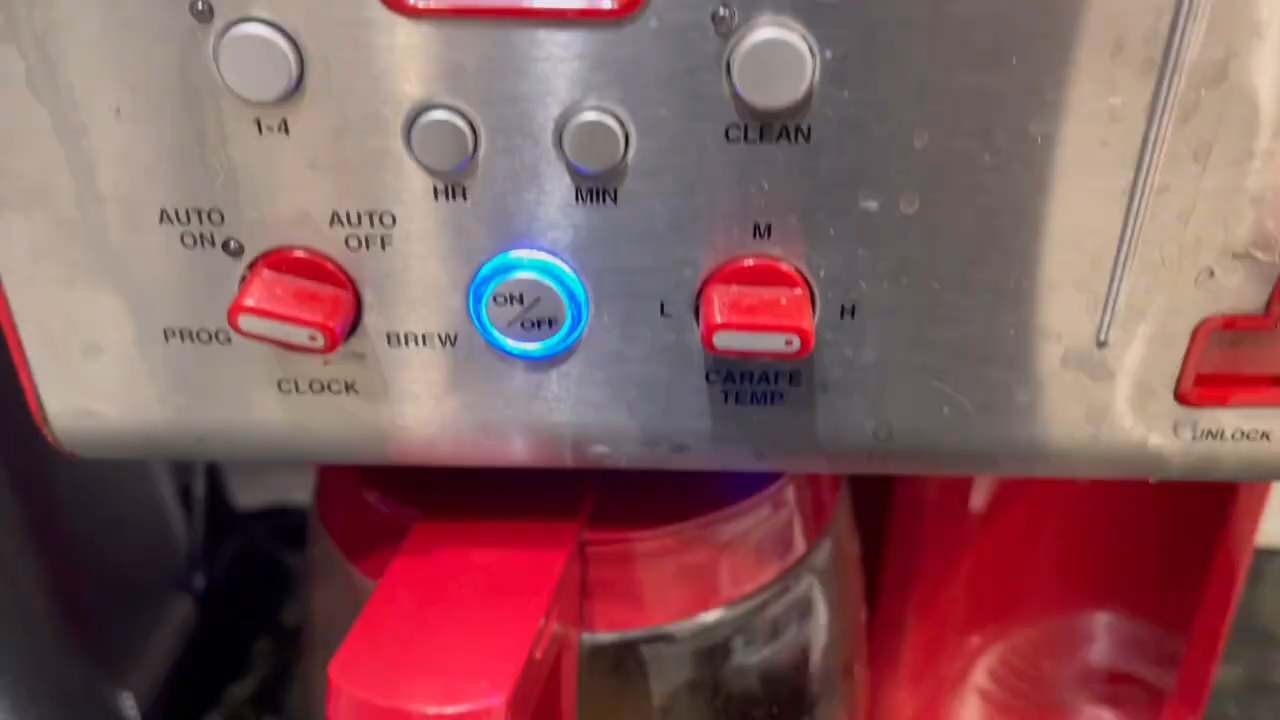 1-4
CLEAN
HR
MIN
AUTO
ON
AUTO
OFF
M
PROG
BREW
ON
OFF
L
H
CLOCK
CARAFE
TEMP
UNLOCK